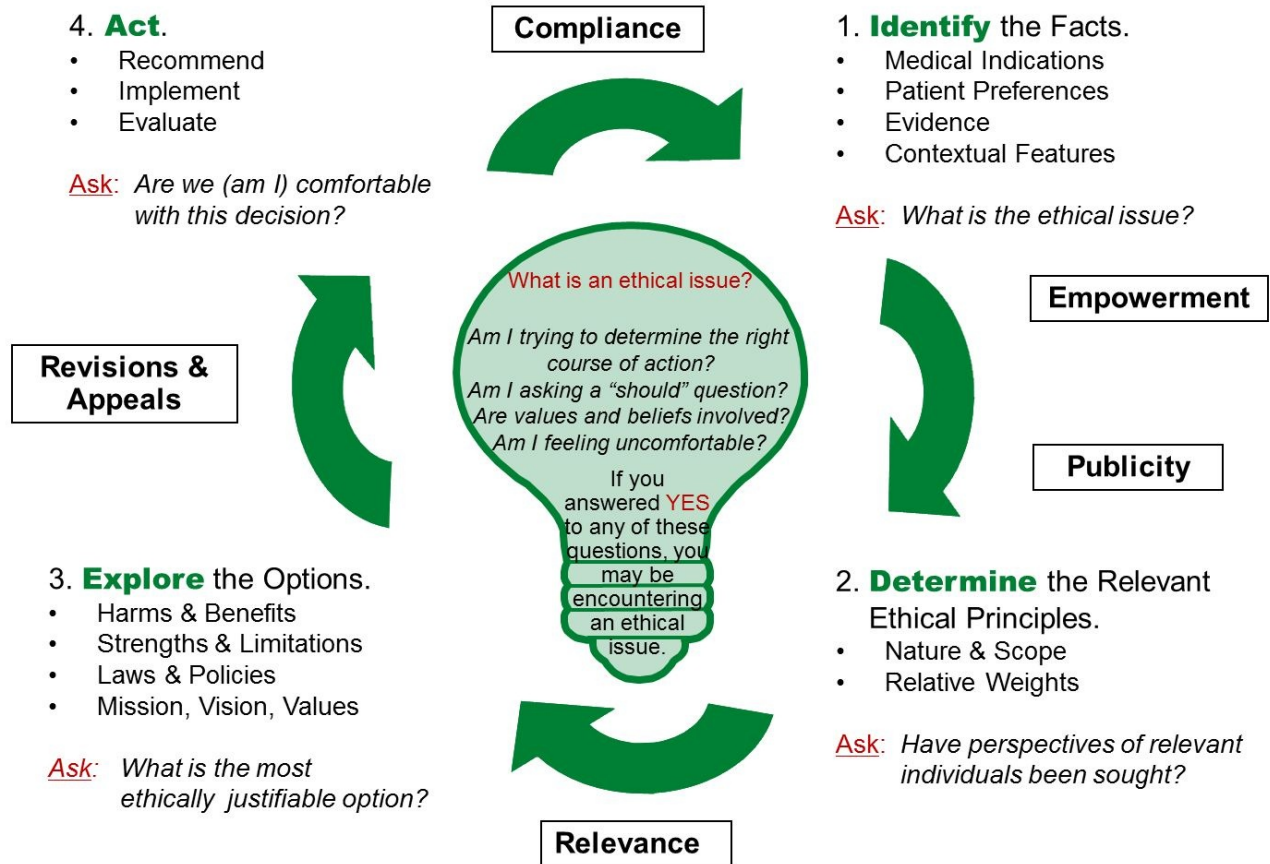 4. Act.
• Recommend
• Implement
• Evaluate
Ask: Are we (am I) comfortable
with this decision?
Compliance
1. Identify the Facts.
• Medical Indications
• Patient Preferences
• Evidence
• Contextual Features
Ask: What is the ethical issue?
Empowerment
Publicity
What is an ethical issue?
Am I trying to determine the right
course of action?
Am I asking a “should” question?
Are values and beliefs involved?
Am I feeling uncomfortable?
If you
answered YES
to any of these
questions, you
may be
encountering
an ethical
issue.
Revisions &
Appeals
3. Explore the Options.
• Harms & Benefits
• Strengths & Limitations
• Laws & Policies
• Mission, Vision, Values
Ask: What is the most
ethically justifiable option?
2. Determine the Relevant
Ethical Principles.
• Nature & Scope
• Relative Weights
Ask: Have perspectives of relevant
individuals been sought?
Relevance